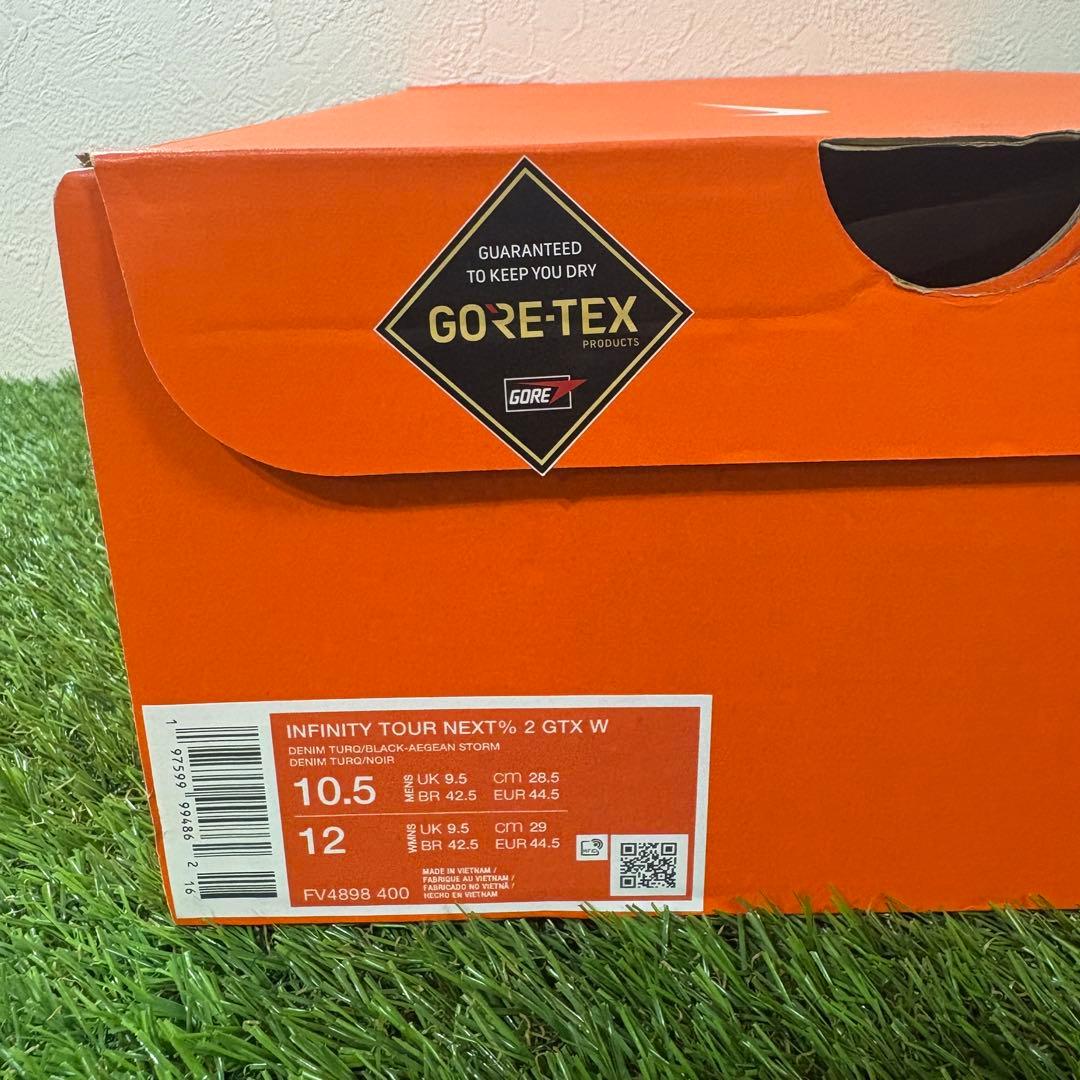 GUARANTEED
TO KEEP YOU DRY
GORE-TEX
PRODUCTS
GORE
INFINITY TOUR NEXT% 2 GTX W
DENIM TURQ/BLACK-AEGEAN STORM
DENIM TURQ/NOIR
10.5 MENS UK 9.5 cm 28.5
BR 42.5 EUR 44.5
12 WMNS UK 9.5 cm 29
BR 42.5 EUR 44.5
MADE IN VIETNAM /
FABRIQUE AU VIETNAM /
FABRICADO NO VIETNÃ /
HECHO EN VIETNAM
FV4898 400
1 97599 99486 2 16